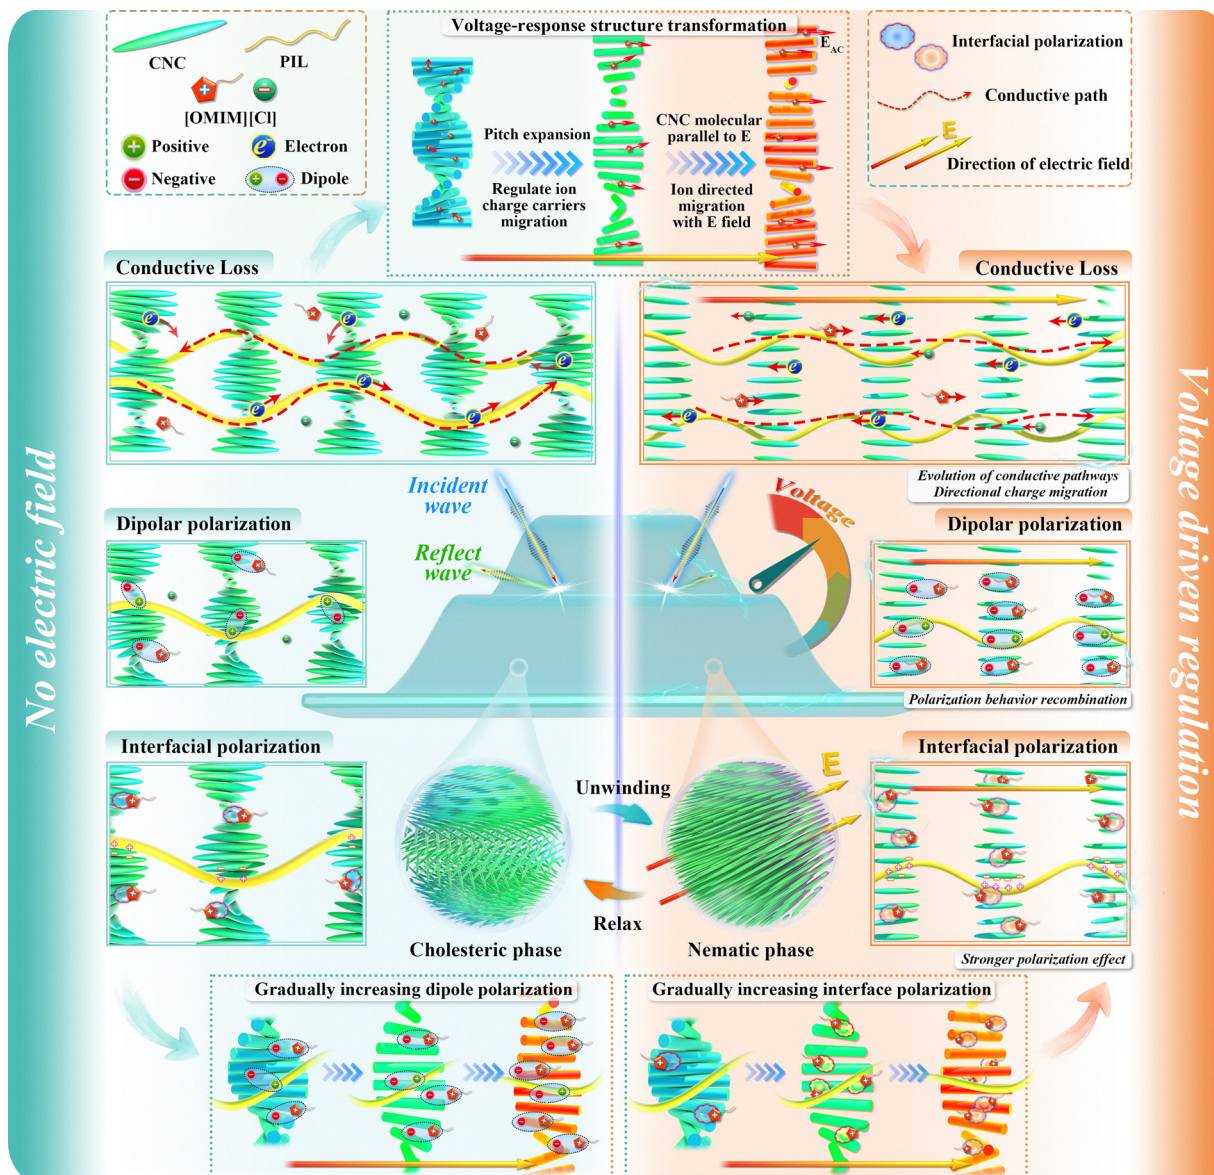 Voltage-response structure transformation
CNC
PIL
[OMIM][Cl]
Positive
Electron
Negative
Dipole
E_AC
Pitch expansion
Regulate ion
charge carriers
migration
CNC molecular
parallel to E
Ion directed
migration
with E field
Interfacial polarization
Conductive path
E
Direction of electric field
No electric field
Voltage driven regulation
Conductive Loss
Conductive Loss
Evolution of conductive pathways
Directional charge migration
Incident
wave
Reflect
wave
Voltage
Dipolar polarization
Dipolar polarization
Polarization behavior recombination
Interfacial polarization
Interfacial polarization
Stronger polarization effect
Unwinding
E
Relax
Cholesteric phase
Nematic phase
Gradually increasing dipole polarization
Gradually increasing interface polarization